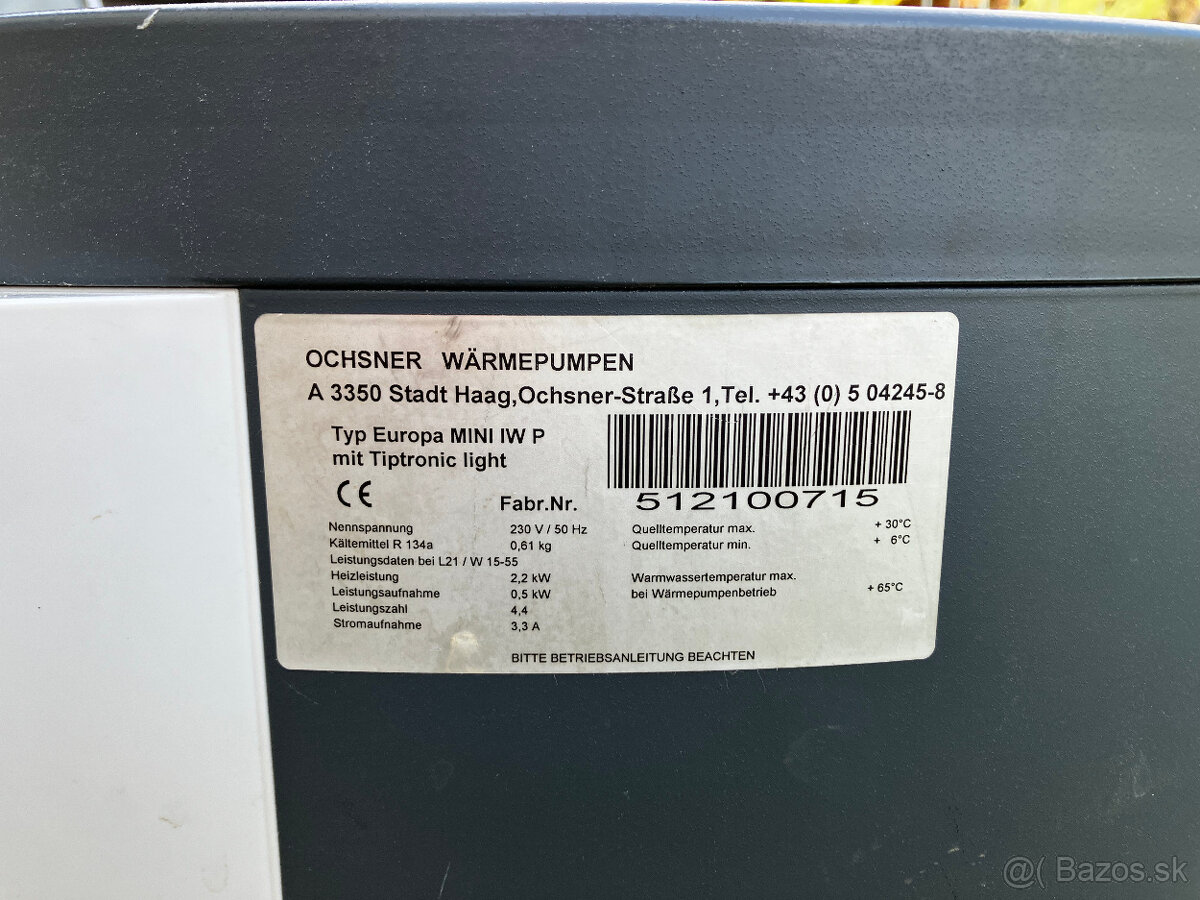 OCHSNER WÄRMEPUMPEN
A 3350 Stadt Haag,Ochsner-Straße 1,Tel. +43 (0) 5 04245-8
Typ Europa MINI IW P
mit Tiptronic light
CE
Fabr.Nr. 512100715
Nennspannung 230 V / 50 Hz
Kältemittel R 134a 0,61 kg
Leistungsdaten bei L21 / W 15-55
Heizleistung 2,2 kW
Leistungsaufnahme 0,5 kW
Leistungszahl 4,4
Stromaufnahme 3,3 A
Quelltemperatur max. + 30°C
Quelltemperatur min. + 6°C
Warmwassertemperatur max.
bei Wärmepumpenbetrieb + 65°C
BITTE BETRIEBSANLEITUNG BEACHTEN
@( Bazos.sk